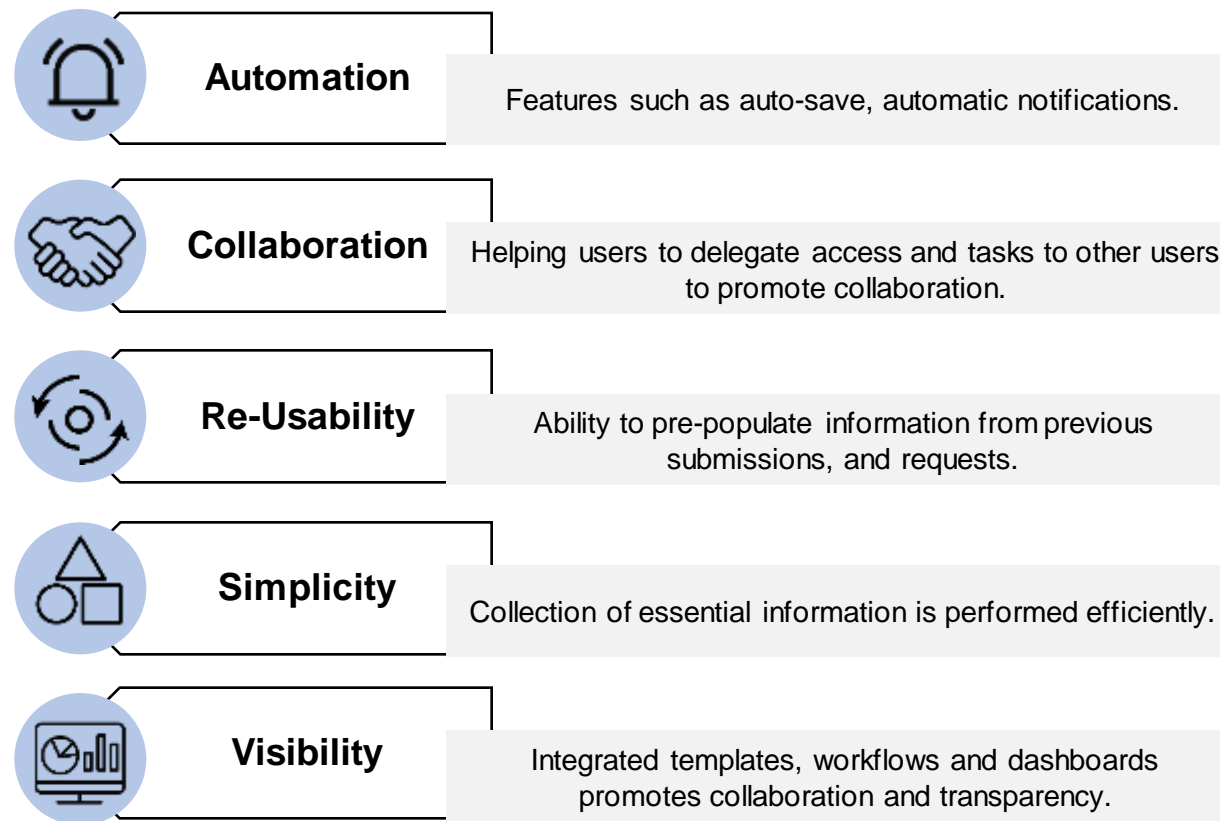 Automation
Features such as auto-save, automatic notifications.
Collaboration
Helping users to delegate access and tasks to other users
to promote collaboration.
Re-Usability
Ability to pre-populate information from previous
submissions, and requests.
Simplicity
Collection of essential information is performed efficiently.
Visibility
Integrated templates, workflows and dashboards
promotes collaboration and transparency.